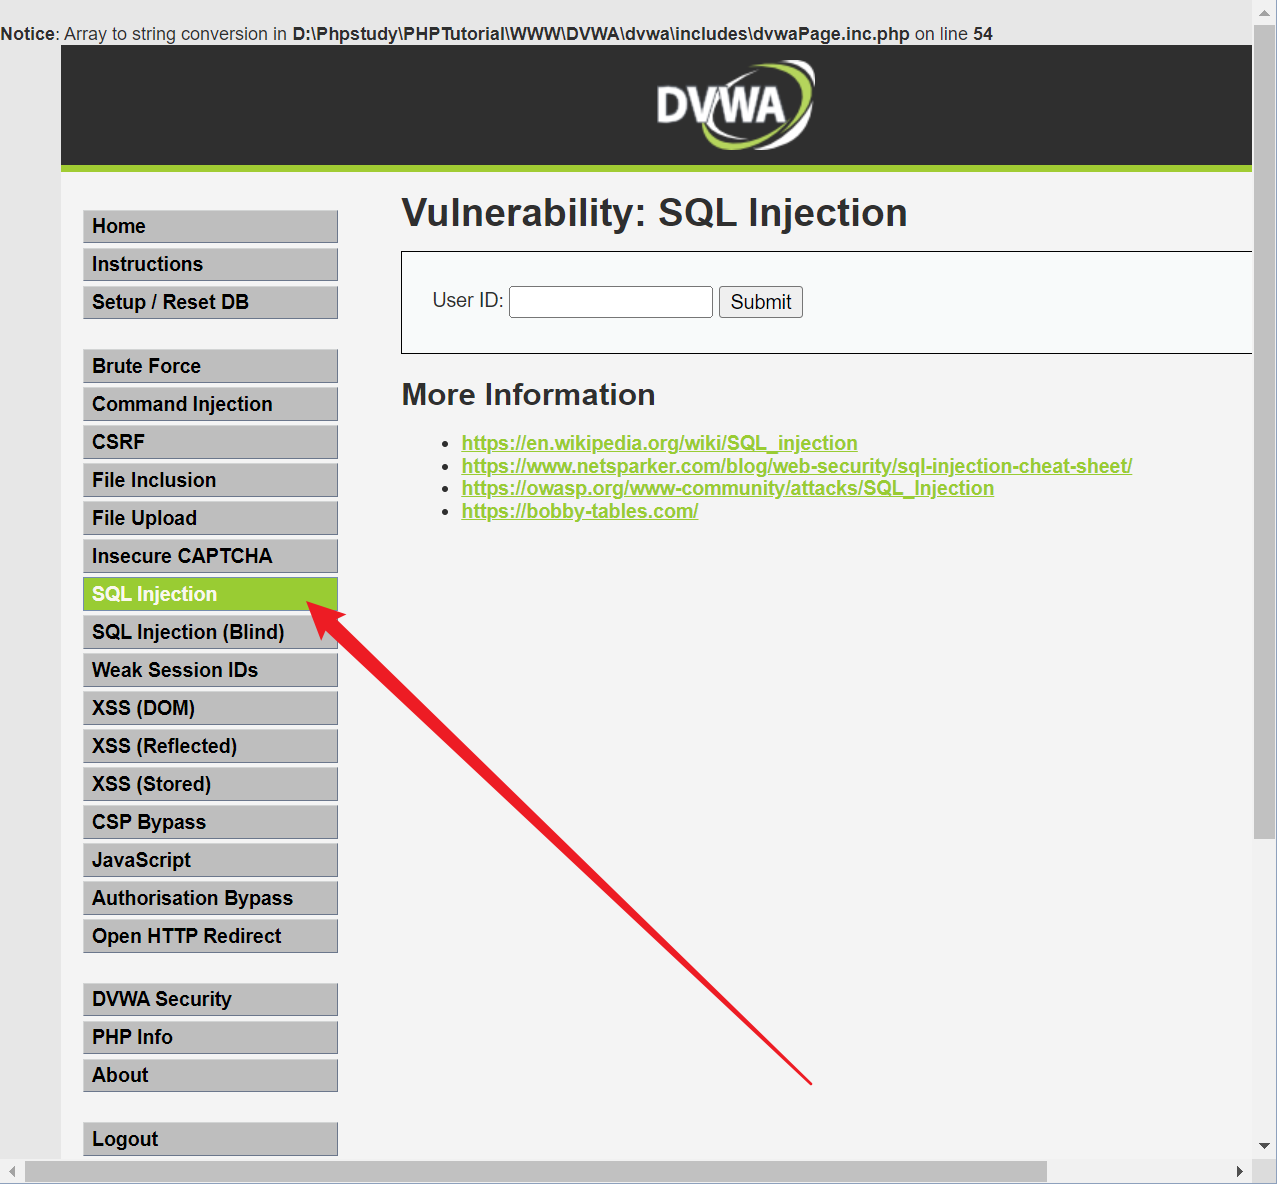 Notice: Array to string conversion in D:\Phpstudy\PHPTutorial\WWW\DVWA\dvwa\includes\dvwaPage.inc.php on line 54
DVWA
Home
Instructions
Setup / Reset DB
Brute Force
Command Injection
CSRF
File Inclusion
File Upload
Insecure CAPTCHA
SQL Injection
SQL Injection (Blind)
Weak Session IDs
XSS (DOM)
XSS (Reflected)
XSS (Stored)
CSP Bypass
JavaScript
Authorisation Bypass
Open HTTP Redirect
DVWA Security
PHP Info
About
Logout
Vulnerability: SQL Injection
User ID: Submit
More Information
https://en.wikipedia.org/wiki/SQL_injection
https://www.netsparker.com/blog/web-security/sql-injection-cheat-sheet/
https://owasp.org/www-community/attacks/SQL_Injection
https://bobby-tables.com/